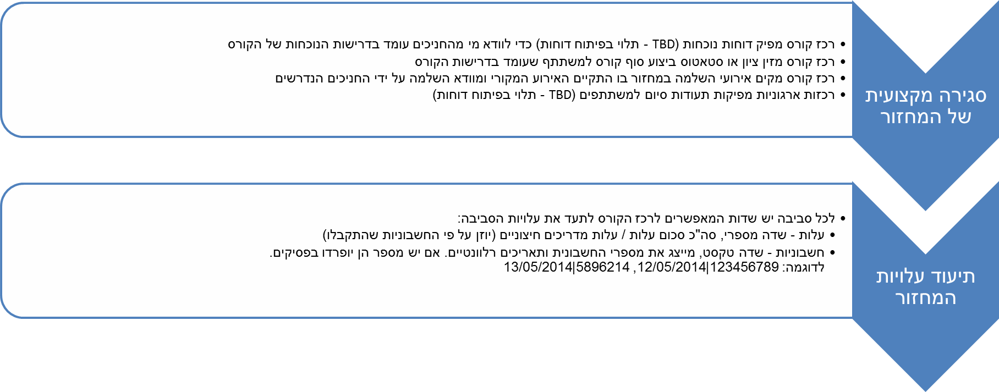 סגירה מקצועית
של המחזור
• רכז קורס מפיק דוחות נוכחות (TBD - תלוי בפיתוח דוחות) כדי לוודא מי מהחניכים עומד בדרישות הנוכחות של הקורס
• רכז קורס מזין ציון או סטאטוס ביצוע סוף קורס למשתתף שעומד בדרישות הקורס
• רכז קורס מקים אירועי השלמה במחזור בו התקיים האירוע המקורי ומוודא השלמה על ידי החניכים הנדרשים
• רכזות ארגוניות מפיקות תעודות סיום למשתתפים (TBD - תלוי בפיתוח דוחות)
תיעוד עלויות
המחזור
• לכל סביבה יש שדות המאפשרים לרכז הקורס לתעד את עלויות הסביבה:
• עלות - שדה מספרי, סה"כ סכום עלות / עלות מדריכים חיצוניים (יוזן על פי החשבוניות שהתקבלו)
• חשבוניות - שדה טקסט, מייצג את מספרי החשבונית ותאריכים רלוונטיים. אם יש מספר הן יופרדו בפסיקים.
לדוגמה: 123456789|12/05/2014, 5896214|13/05/2014